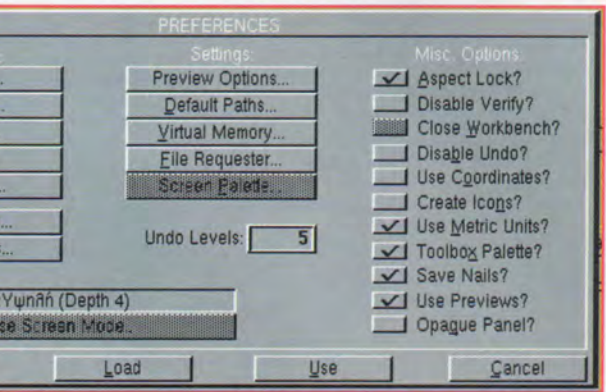 PREFERENCES
Settings:
Preview Options...
Default Paths...
Virtual Memory...
File Requester...
Screen Palette...
Undo Levels: 5
Misc. Options:
Aspect Lock?
Disable Verify?
Close Workbench?
Disable Undo?
Use Coordinates?
Create Icons?
Use Metric Units?
Toolbox Palette?
Save Nails?
Use Previews?
Opaque Panel?
(Depth 4)
Screen Mode..
Load
Use
Cancel